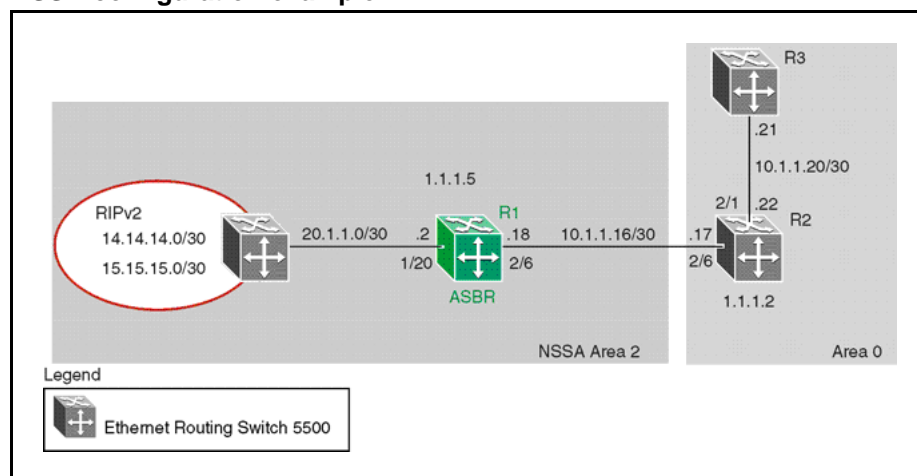 R3
.21
10.1.1.20/30
1.1.1.5
RIPv2
14.14.14.0/30
15.15.15.0/30
20.1.1.0/30
.2
1/20
R1
.18
2/6
ASBR
10.1.1.16/30
2/1
.22
R2
.17
2/6
1.1.1.2
NSSA Area 2
Area 0
Legend
Ethernet Routing Switch 5500